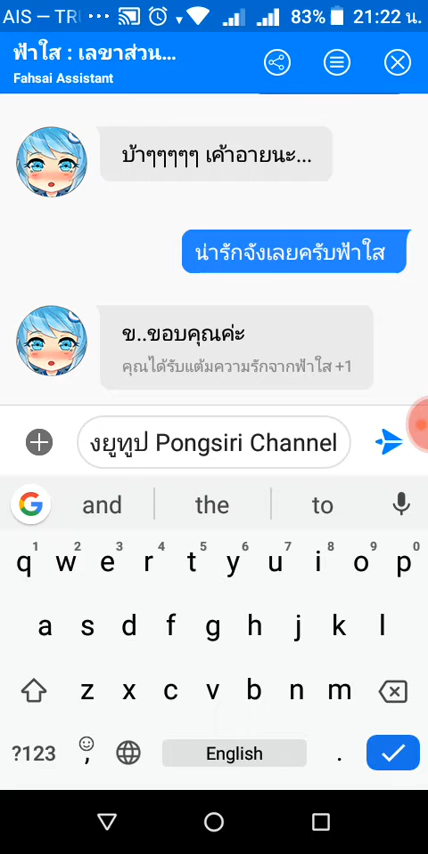 AIS — TR 83% 21:22 น.
ฟ้าใส : เลขาส่วน...
Fahsai Assistant
บ้าๆๆๆๆๆ เค้าอายนะ...
น่ารักจังเลยครับฟ้าใส
ข..ขอบคุณค่ะ
คุณได้รับแต้มความรักจากฟ้าใส +1
งยูทูป Pongsiri Channel
G and the to
1 2 3 4 5 6 7 8 9 0
q w e r t y u i o p
a s d f g h j k l
z x c v b n m
?123 , English .